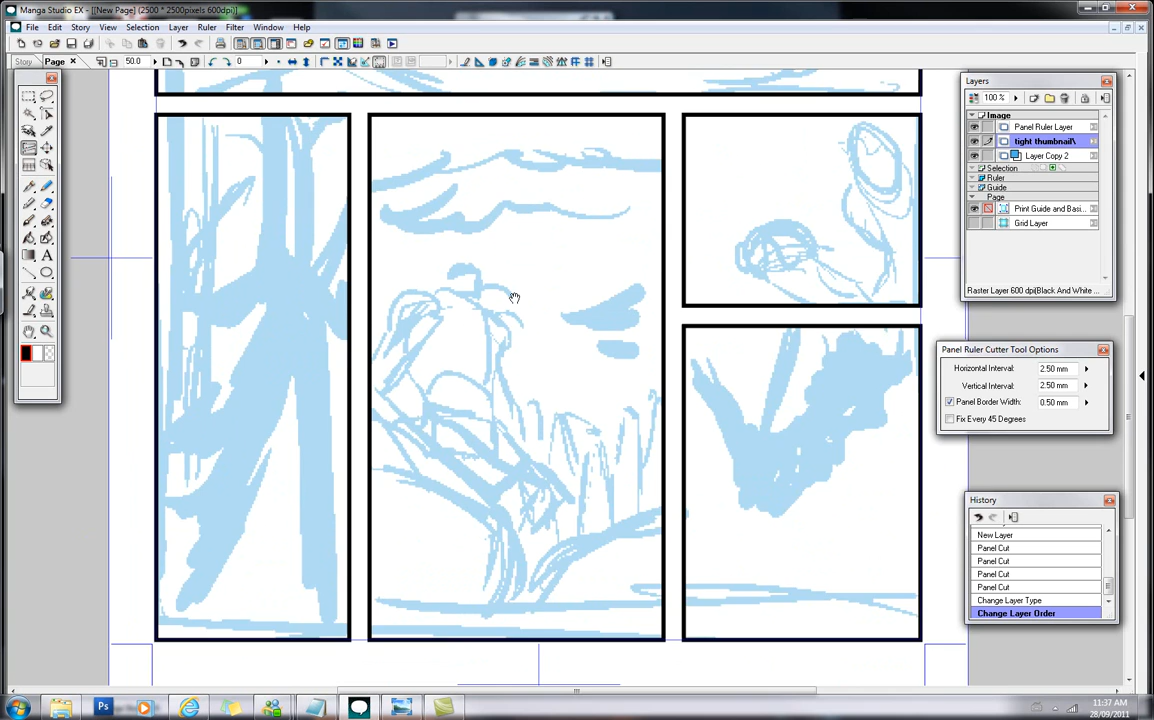 Manga Studio EX - [[New Page] (2500 * 2500pixels 600dpi)]
File Edit Story View Selection Layer Ruler Filter Window Help
Story Page 50.0 0
Layers
100 %
Image
Panel Ruler Layer
tight thumbnail\
Layer Copy 2
Selection
Ruler
Guide
Page
Print Guide and Basi...
Grid Layer
Raster Layer 600 dpi(Black And White
Panel Ruler Cutter Tool Options
Horizontal Interval: 2.50 mm
Vertical Interval: 2.50 mm
Panel Border Width: 0.50 mm
Fix Every 45 Degrees
History
New Layer
Panel Cut
Panel Cut
Panel Cut
Panel Cut
Change Layer Type
Change Layer Order
A
Ps
11:37 AM
28/09/2011